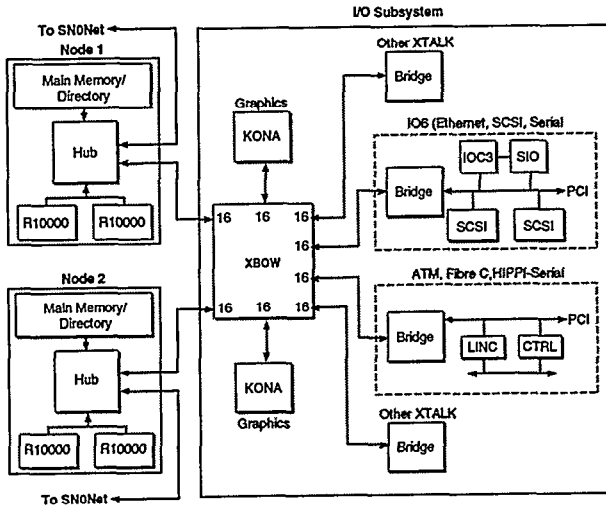 I/O Subsystem
To SN0Net
Node 1
Main Memory/
Directory
Hub
R10000 R10000
Node 2
Main Memory/
Directory
Hub
R10000 R10000
To SN0Net
Graphics
KONA
16 16 16
16
XBOW
16
16 16 16
KONA
Graphics
Other XTALK
Bridge
IO6 (Ethernet, SCSI, Serial
IOC3 SIO
Bridge
PCI
SCSI SCSI
ATM, Fibre C,HIPPI-Serial
Bridge
PCI
LINC CTRL
Other XTALK
Bridge